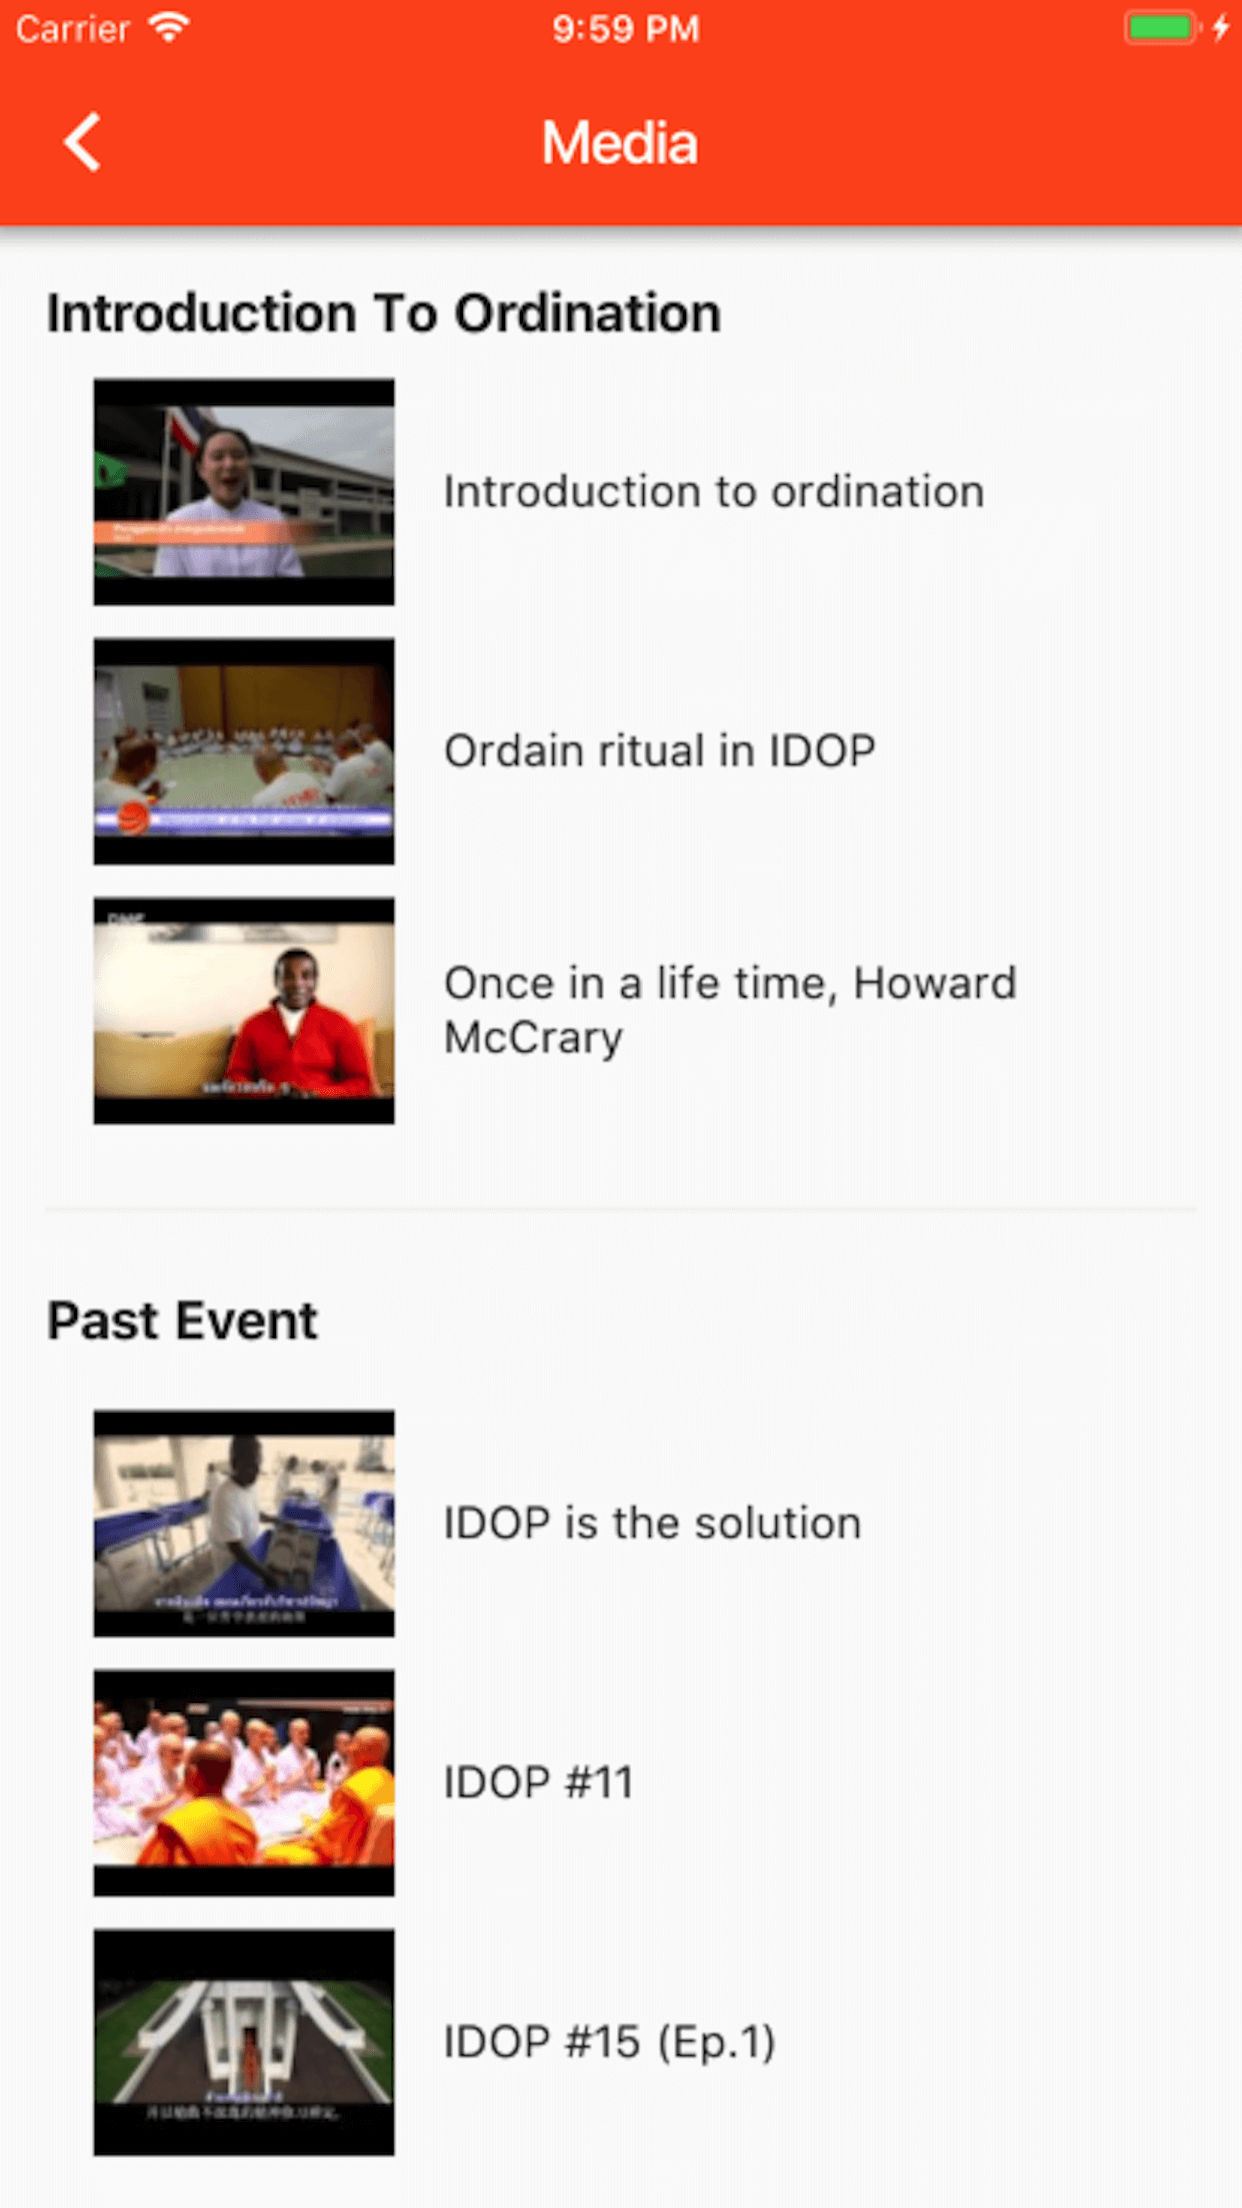 Carrier
9:59 PM
Media
Introduction To Ordination
Introduction to ordination
Ordain ritual in IDOP
Once in a life time, Howard
McCrary
Past Event
IDOP is the solution
IDOP #11
IDOP #15 (Ep.1)